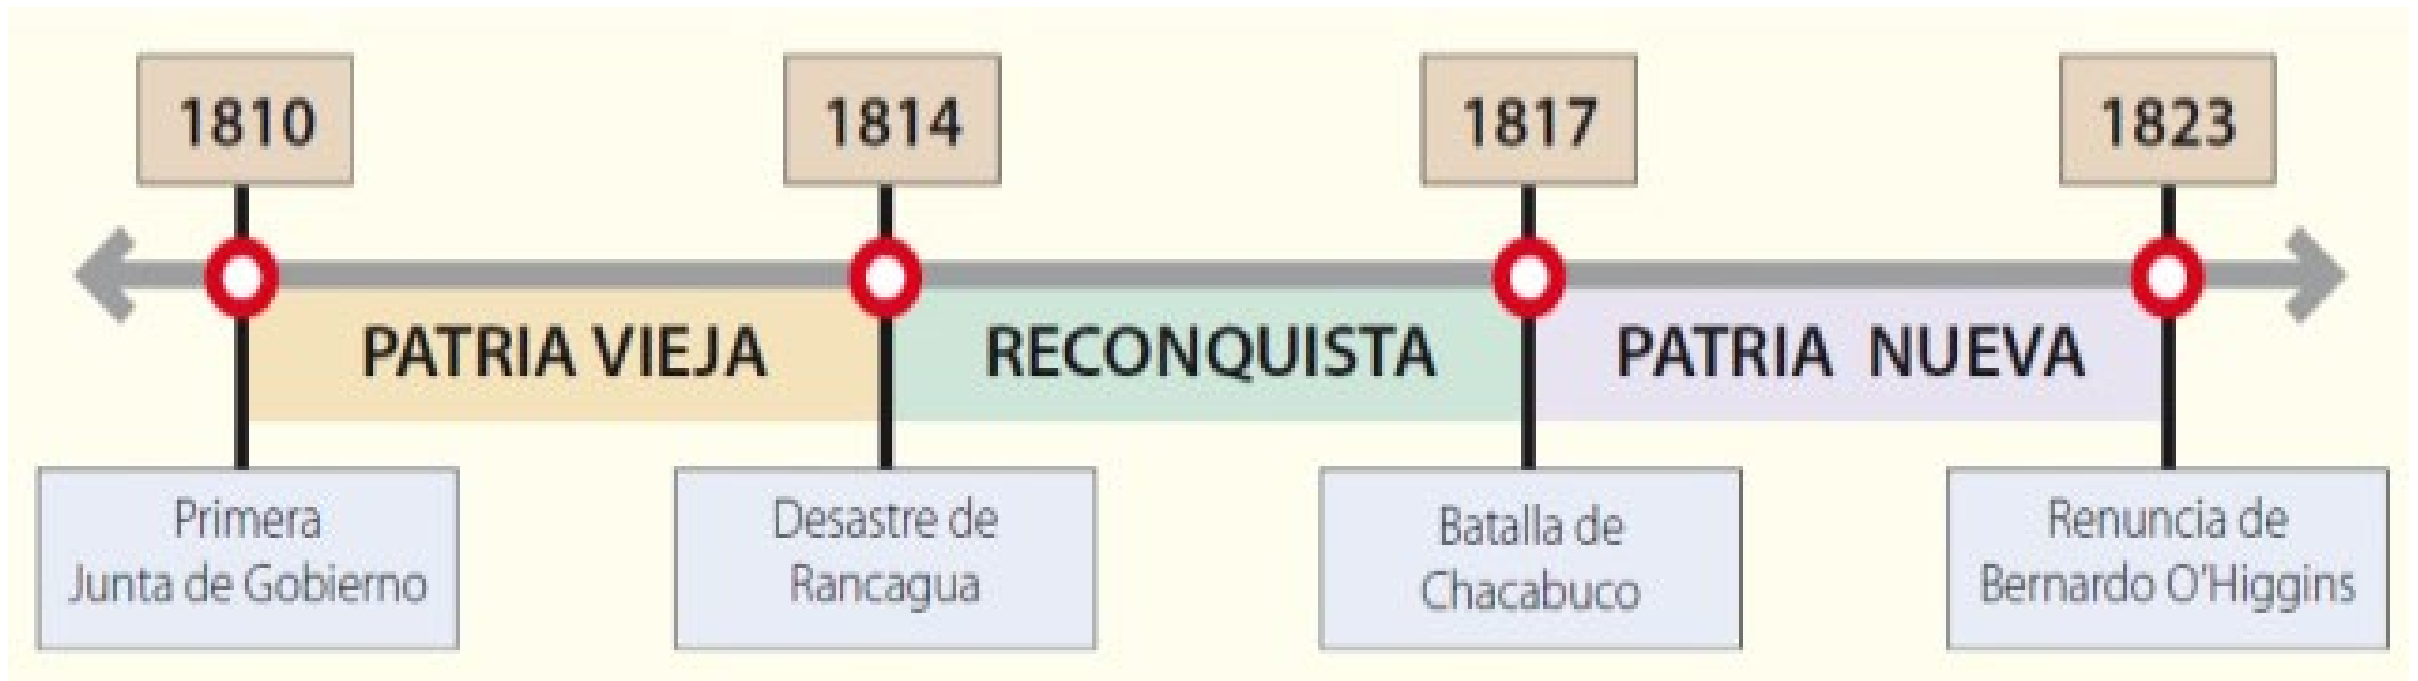 1810
1814
1817
1823
PATRIA VIEJA
RECONQUISTA
PATRIA NUEVA
Primera
Junta de Gobierno
Desastre de
Rancagua
Batalla de
Chacabuco
Renuncia de
Bernardo O'Higgins